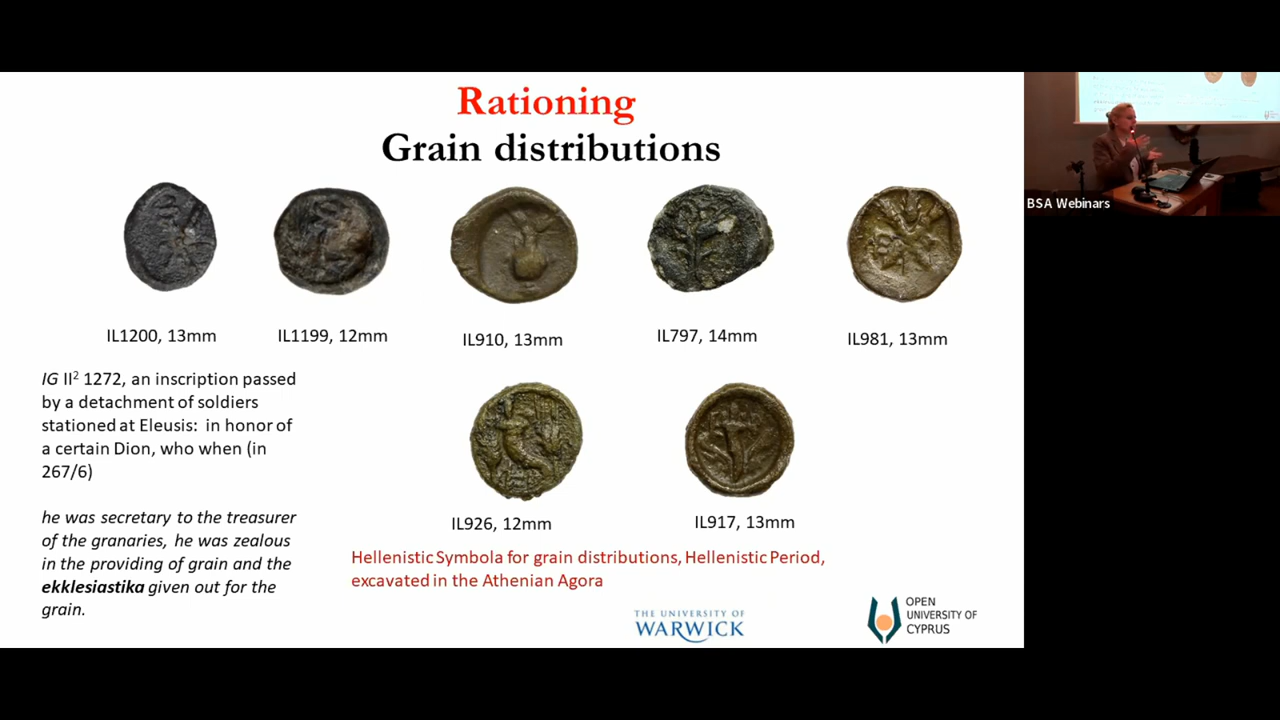 Rationing
Grain distributions
IL1200, 13mm
IL1199, 12mm
IL910, 13mm
IL797, 14mm
IL981, 13mm
IG II² 1272, an inscription passed
by a detachment of soldiers
stationed at Eleusis: in honor of
a certain Dion, who when (in
267/6)
he was secretary to the treasurer
of the granaries, he was zealous
in the providing of grain and the
ekklesiastika given out for the
grain.
IL926, 12mm
IL917, 13mm
Hellenistic Symbola for grain distributions, Hellenistic Period,
excavated in the Athenian Agora
THE UNIVERSITY OF
WARWICK
OPEN
UNIVERSITY OF
CYPRUS
BSA Webinars